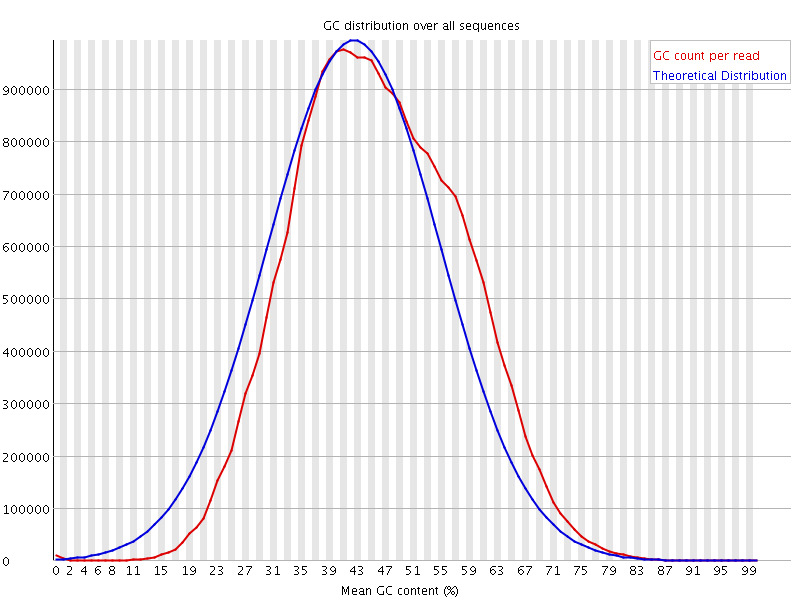 GC distribution over all sequences
GC count per read
Theoretical Distribution
900000
800000
700000
600000
500000
400000
300000
200000
100000
0
0 2 4 6 8 11 15 19 23 27 31 35 39 43 47 51 55 59 63 67 71 75 79 83 87 91 95 99
Mean GC content (%)